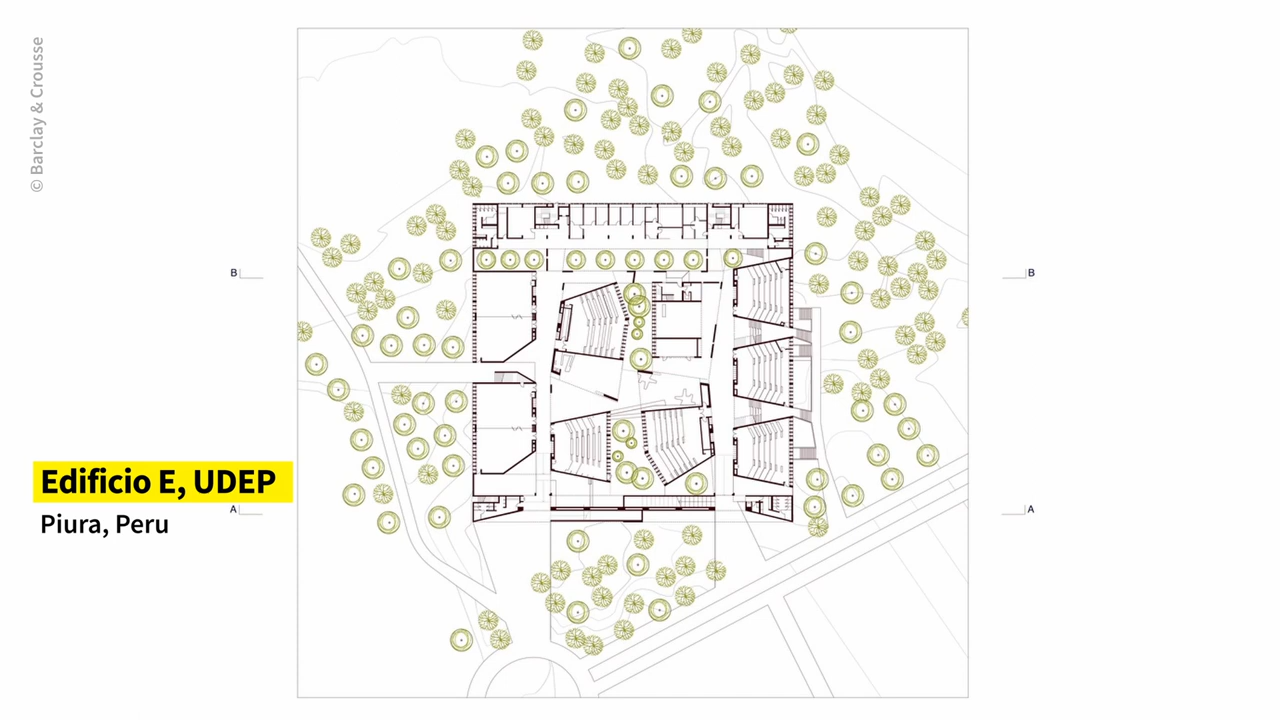 © Barclay & Crousse
B
B
Edificio E, UDEP
Piura, Peru
A
A